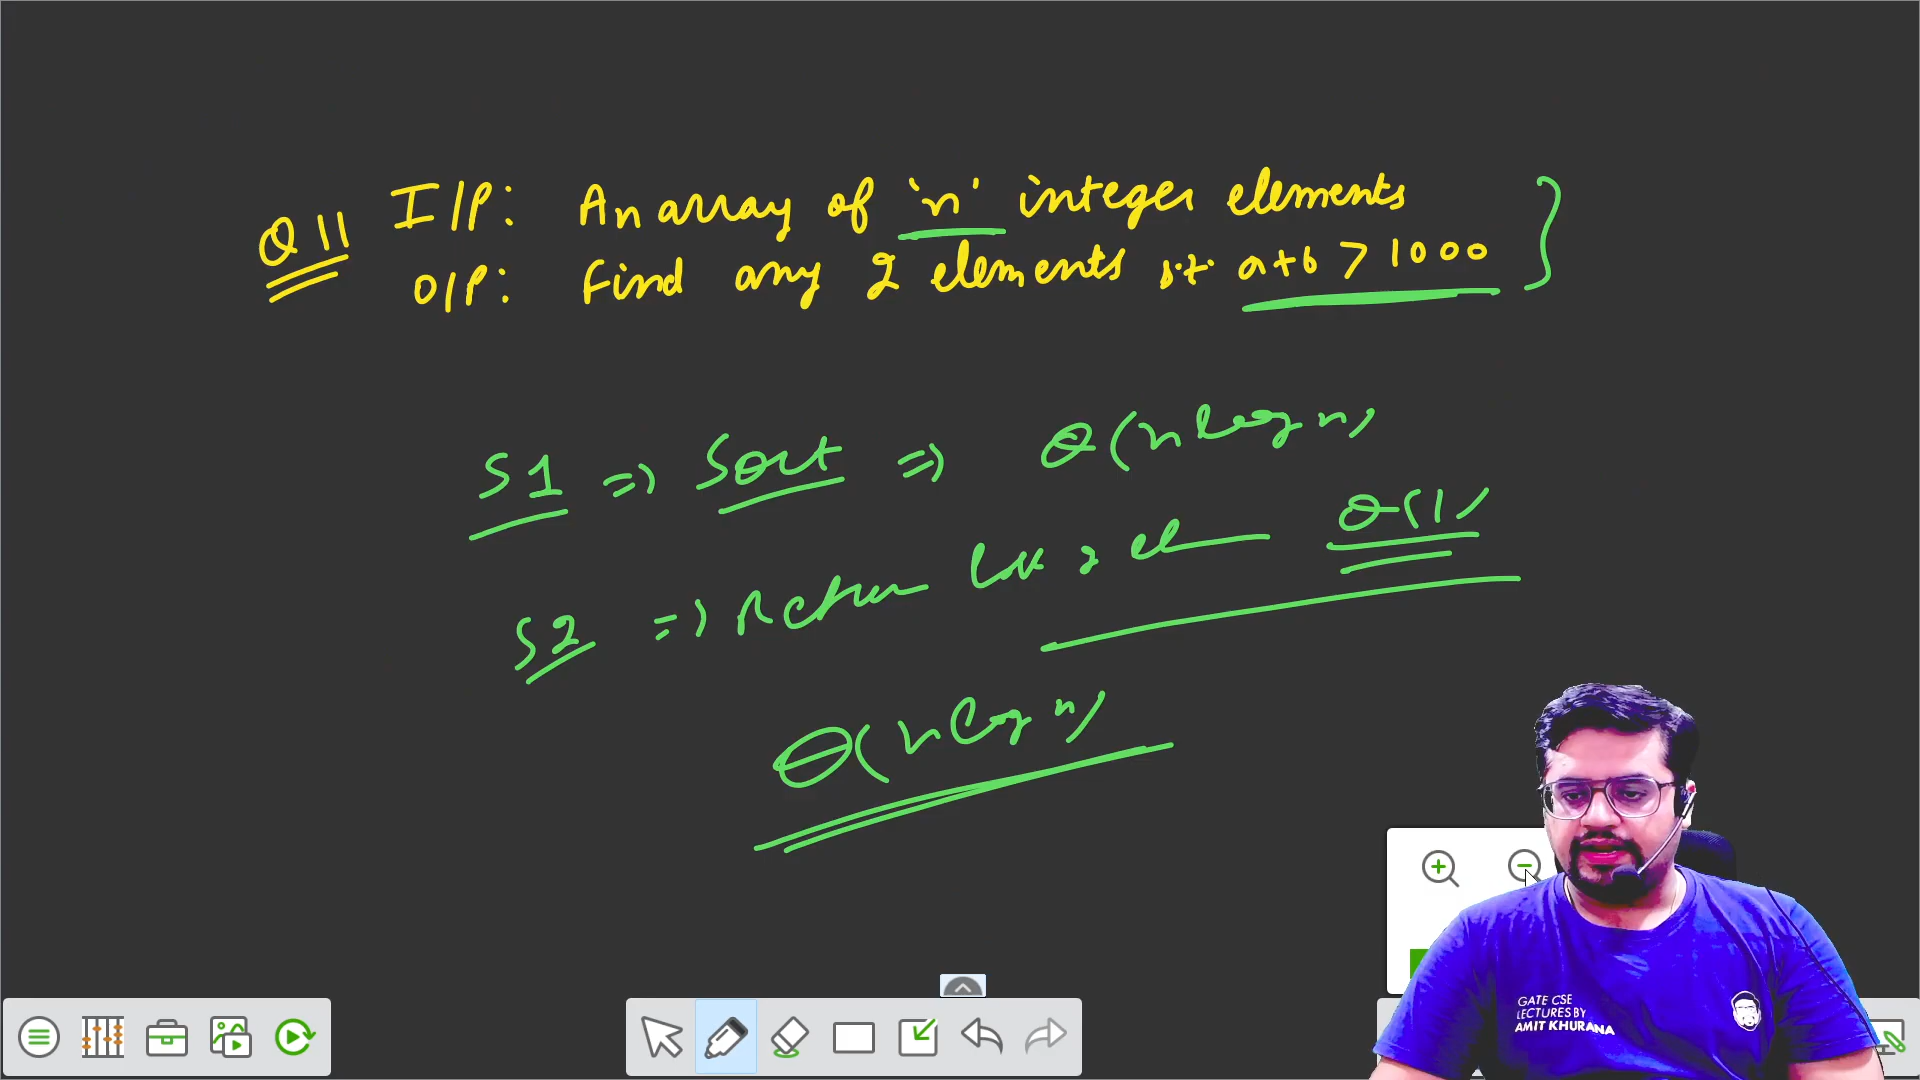 Q11 I/P: An array of 'n' integer elements
O/P: Find any 2 elements s.t. a+b > 1000
S1 => Sort => θ(n log n)
S2 => Return last 2 el θ(1)
θ(n log n)
GATE CSE
LECTURES BY
AMIT KHURANA